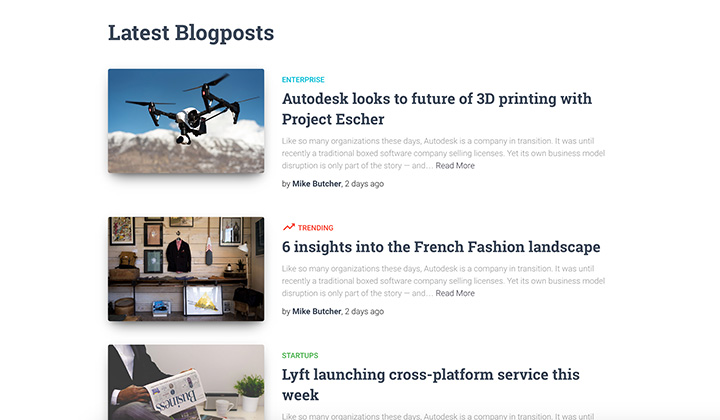 Latest Blogposts
ENTERPRISE
Autodesk looks to future of 3D printing with
Project Escher
Like so many organizations these days, Autodesk is a company in transition. It was until
recently a traditional boxed software company selling licenses. Yet its own business model
disruption is only part of the story — and... Read More
by Mike Butcher, 2 days ago
TRENDING
6 insights into the French Fashion landscape
Like so many organizations these days, Autodesk is a company in transition. It was until
recently a traditional boxed software company selling licenses. Yet its own business model
disruption is only part of the story — and... Read More
by Mike Butcher, 2 days ago
Business
STARTUPS
Lyft launching cross-platform service this
week
Like so many organizations these days, Autodesk is a company in transition. It was until